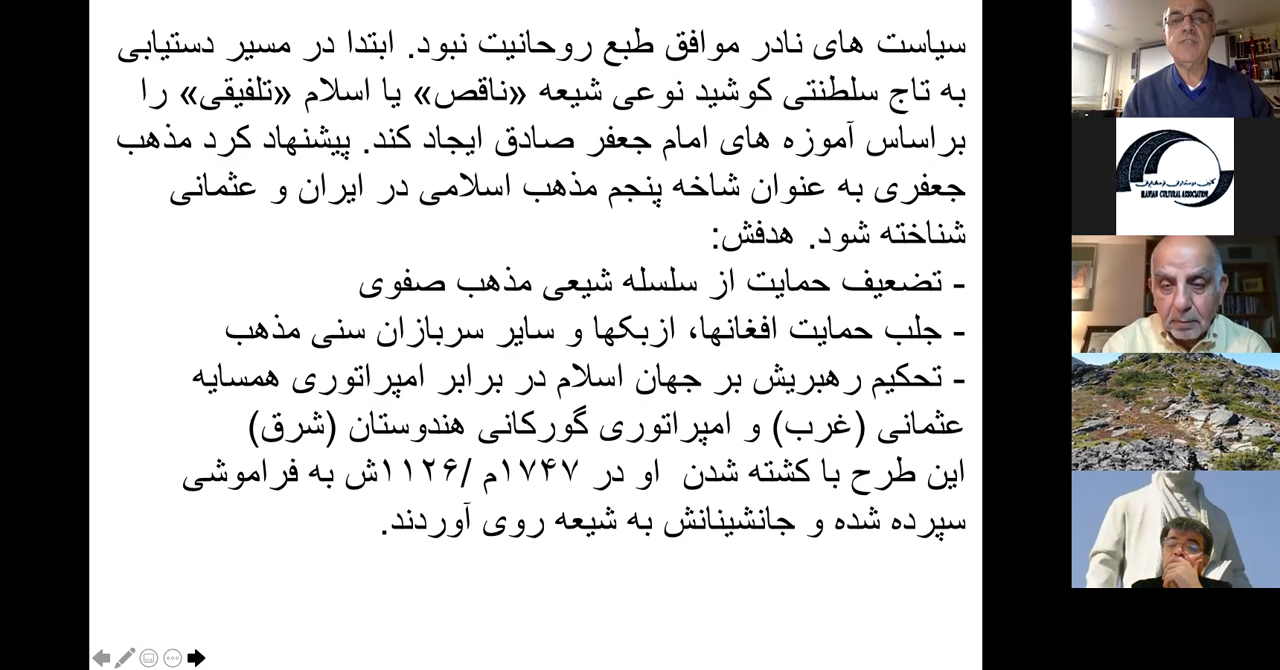 سیاست های نادر موافق طبع روحانیت نبود. ابتدا در مسیر دستیابی
به تاج سلطنتی کوشید نوعی شیعه «ناقص» یا اسلام «تلفیقی» را
براساس آموزه های امام جعفر صادق ایجاد کند. پیشنهاد کرد مذهب
جعفری به عنوان شاخه پنجم مذهب اسلامی در ایران و عثمانی
شناخته شود. هدفش:
- تضعیف حمایت از سلسله شیعی مذهب صفوی
- جلب حمایت افغانها، ازبکها و سایر سربازان سنی مذهب
- تحکیم رهبریش بر جهان اسلام در برابر امپراتوری همسایه
عثمانی (غرب) و امپراتوری گورکانی هندوستان (شرق)
این طرح با کشته شدن او در ۱۷۴۷م /۱۱۲۶ش به فراموشی
سپرده شده و جانشینانش به شیعه روی آوردند.
IRANIAN CULTURAL ASSOCIATION